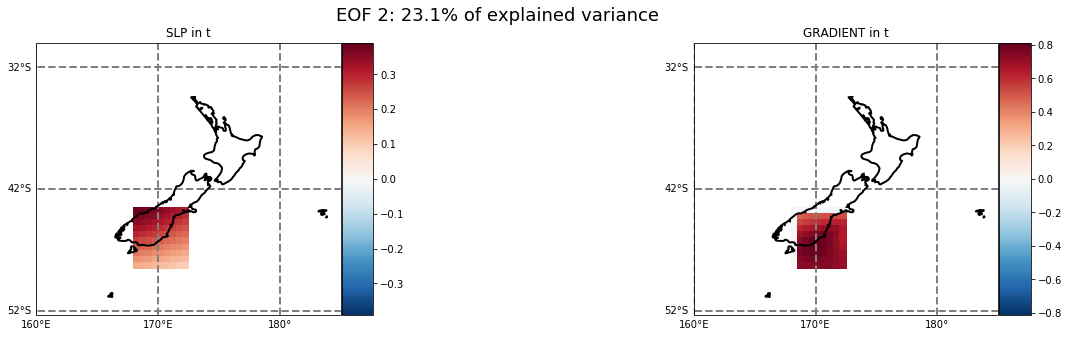 EOF 2: 23.1% of explained variance
SLP in t
GRADIENT in t
32°S
42°S
52°S
160°E
170°E
180°
0.3
0.2
0.1
0.0
−0.1
−0.2
−0.3
32°S
42°S
52°S
160°E
170°E
180°
0.8
0.6
0.4
0.2
0.0
−0.2
−0.4
−0.6
−0.8